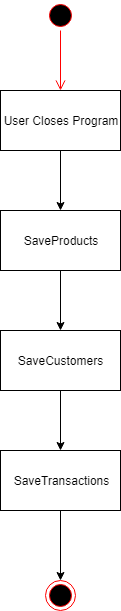 User Closes Program
SaveProducts
SaveCustomers
SaveTransactions